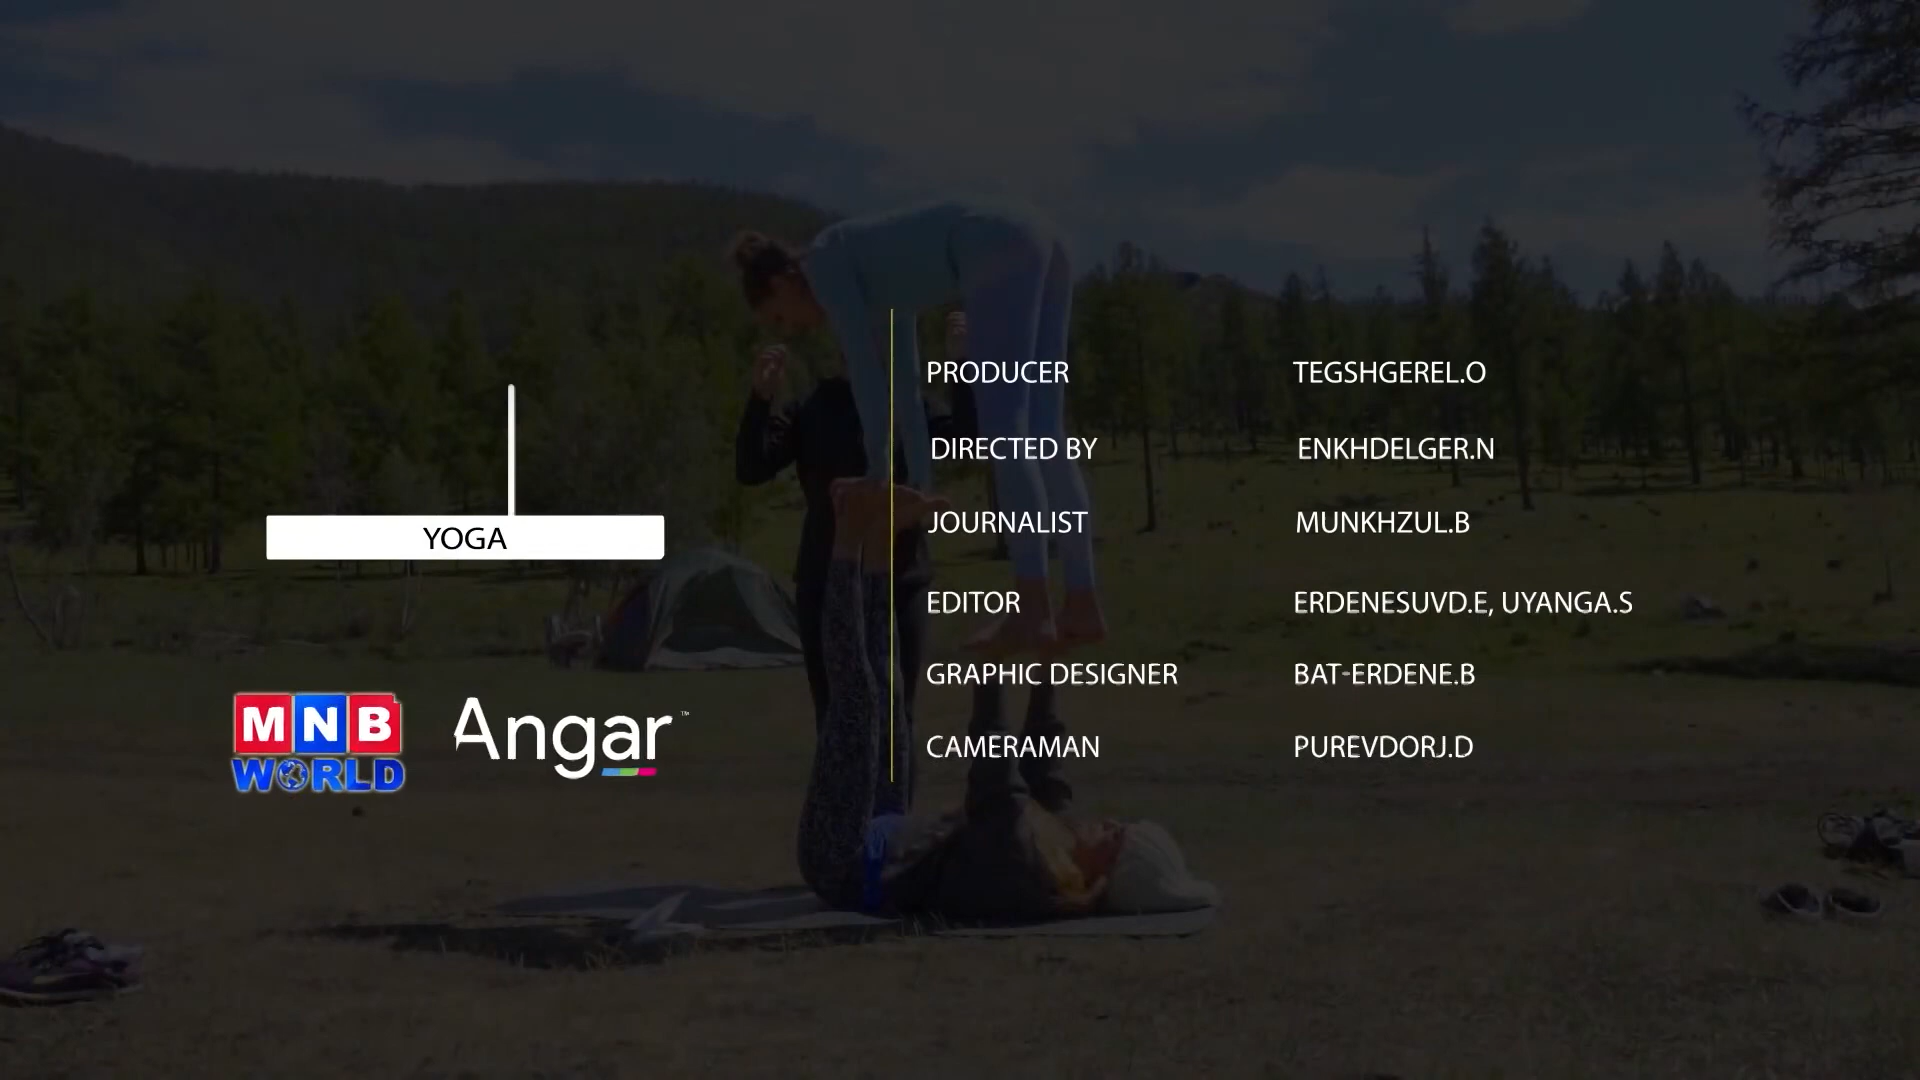 YOGA
MNB
WORLD
Angar™
PRODUCER TEGSHGEREL.O
DIRECTED BY ENKHDELGER.N
JOURNALIST MUNKHZUL.B
EDITOR ERDENESUVD.E, UYANGA.S
GRAPHIC DESIGNER BAT-ERDENE.B
CAMERAMAN PUREVDORJ.D